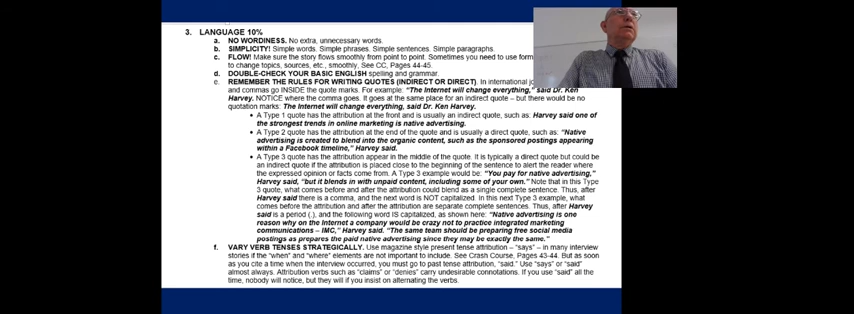 3. LANGUAGE 10%
a. NO WORDINESS. No extra, unnecessary words.
b. SIMPLICITY! Simple words. Simple phrases. Simple sentences. Simple paragraphs.
c. FLOW! Make sure the story flows smoothly from point to point. Sometimes you need to use
to change topics, sources, etc., smoothly, See CC, Pages 44-45.
d. DOUBLE-CHECK YOUR BASIC ENGLISH spelling and grammar.
e. REMEMBER THE RULES FOR WRITING QUOTES (INDIRECT OR DIRECT). In international
and commas go INSIDE the quote marks. For example: "The Internet will change everything," said Dr. Ken
Harvey. NOTICE where the comma goes. It goes at the same place for an indirect quote – but there would be no
quotation marks: The Internet will change everything, said Dr. Ken Harvey.
• A Type 1 quote has the attribution at the front and is usually an indirect quote, such as: Harvey said one of
the strongest trends in online marketing is native advertising.
• A Type 2 quote has the attribution at the end of the quote and is usually a direct quote, such as: "Native
advertising is created to blend into the organic content, such as the sponsored postings appearing
within a Facebook timeline," Harvey said.
• A Type 3 quote has the attribution appear in the middle of the quote. It is typically a direct quote but could be
an indirect quote if the attribution is placed close to the beginning of the sentence to alert the reader where
the expressed opinion or facts come from. A Type 3 example would be: "You pay for native advertising,"
Harvey said, "but it blends in with unpaid content, including some of your own." Note that in this Type
3 quote, what comes before and after the attribution could blend as a single complete sentence. Thus, after
Harvey said there is a comma, and the next word is NOT capitalized. In this next Type 3 example, what
comes before the attribution and after the attribution are separate complete sentences. Thus, after Harvey
said is a period (.), and the following word IS capitalized, as shown here: "Native advertising is one
reason why on the Internet a company would be crazy not to practice integrated marketing
communications – IMC," Harvey said. "The same team should be preparing free social media
postings as prepares the paid native advertising since they may be exactly the same."
f. VARY VERB TENSES STRATEGICALLY. Use magazine style present tense attribution – "says" – in many interview
stories if the "when" and "where" elements are not important to include. See Crash Course, Pages 43-44. But as soon
as you cite a time when the interview occurred, you must go to past tense attribution, "said." Use "says" or "said"
almost always. Attribution verbs such as "claims" or "denies" carry undesirable connotations. If you use "said" all the
time, nobody will notice, but they will if you insist on alternating the verbs.